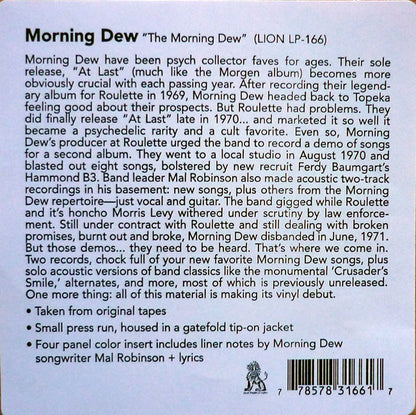 Morning Dew “The Morning Dew” (LION LP-166)
Morning Dew have been psych collector faves for ages. Their sole
release, “At Last” (much like the Morgen album) becomes more
obviously crucial with each passing year. After recording their legend-
ary album for Roulette in 1969, Morning Dew headed back to Topeka
feeling good about their prospects. But Roulette had problems. They
did finally release “At Last” late in 1970... and marketed it so well it
became a psychedelic rarity and a cult favorite. Even so, Morning
Dew’s producer at Roulette urged the band to record a demo of songs
for a second album. They went to a local studio in August 1970 and
blasted out eight songs, bolstered by new recruit Ferdy Baumgart’s
Hammond B3. Band leader Mal Robinson also made acoustic two-track
recordings in his basement: new songs, plus others from the Morning
Dew repertoire—just vocal and guitar. The band gigged while Roulette
and it’s honcho Morris Levy withered under scrutiny by law enforce-
ment. Still under contract with Roulette and still dealing with broken
promises, burnt out and broke, Morning Dew disbanded in June, 1971.
But those demos... they need to be heard. That’s where we come in.
Two records, chock full of your new favorite Morning Dew songs, plus
solo acoustic versions of band classics like the monumental ‘Crusader’s
Smile,’ alternates, and more, most of which is previously unreleased.
One more thing: all of this material is making its vinyl debut.
• Taken from original tapes
• Small press run, housed in a gatefold tip-on jacket
• Four panel color insert includes liner notes by Morning Dew
songwriter Mal Robinson + lyrics
7 78578 31661 7